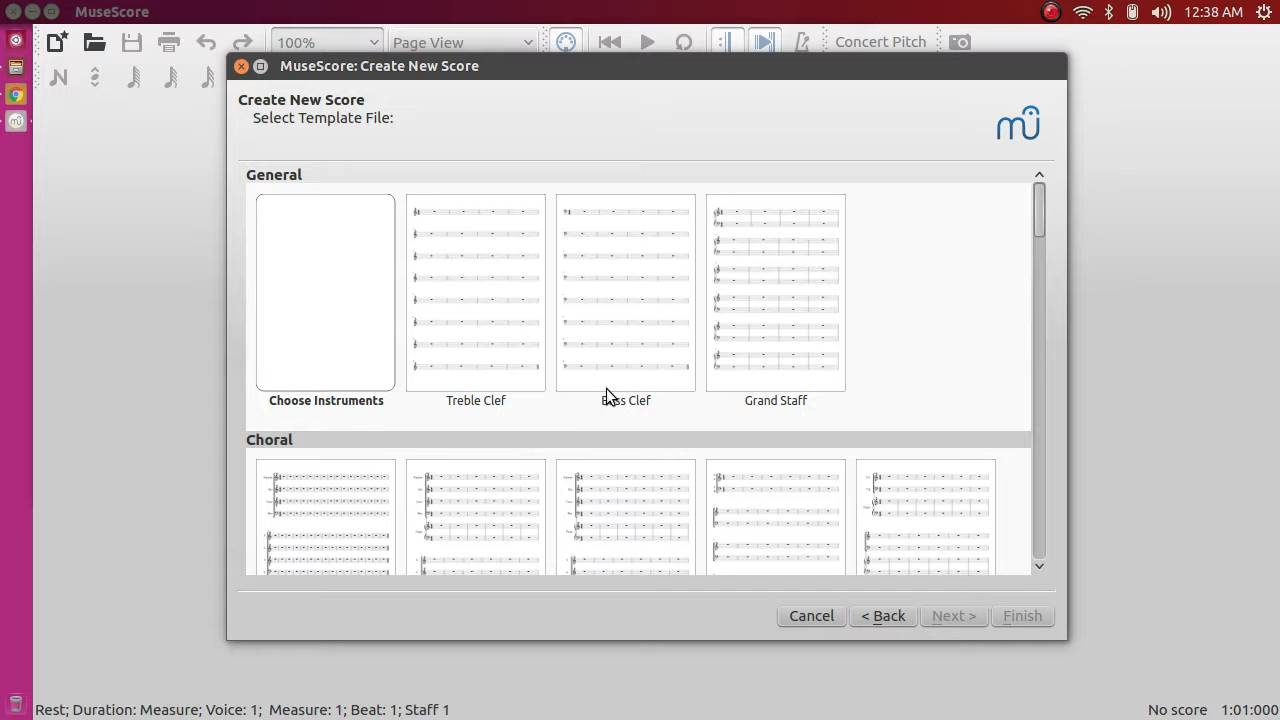 MuseScore
12:38 AM
100%
Page View
Concert Pitch
MuseScore: Create New Score
Create New Score
Select Template File:
General
Choose Instruments
Treble Clef
Bass Clef
Grand Staff
Choral
Cancel
< Back
Next >
Finish
Rest; Duration: Measure; Voice: 1; Measure: 1; Beat: 1; Staff 1
No score
1:01:000